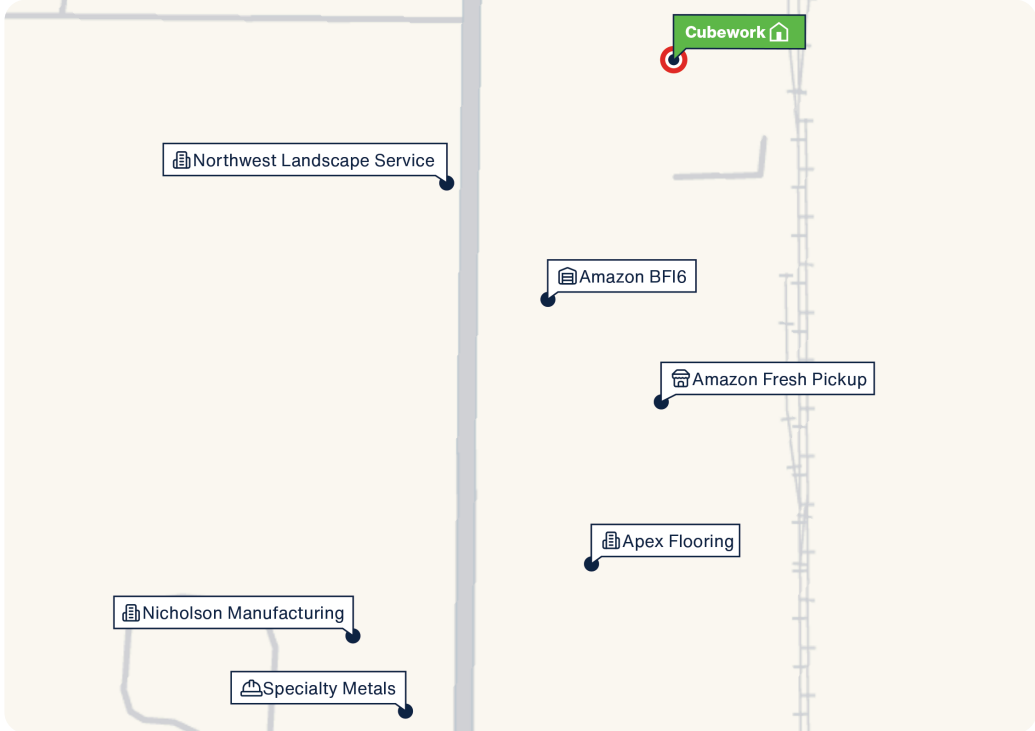 Cubework
Northwest Landscape Service
Amazon BFI6
Amazon Fresh Pickup
Apex Flooring
Nicholson Manufacturing
Specialty Metals